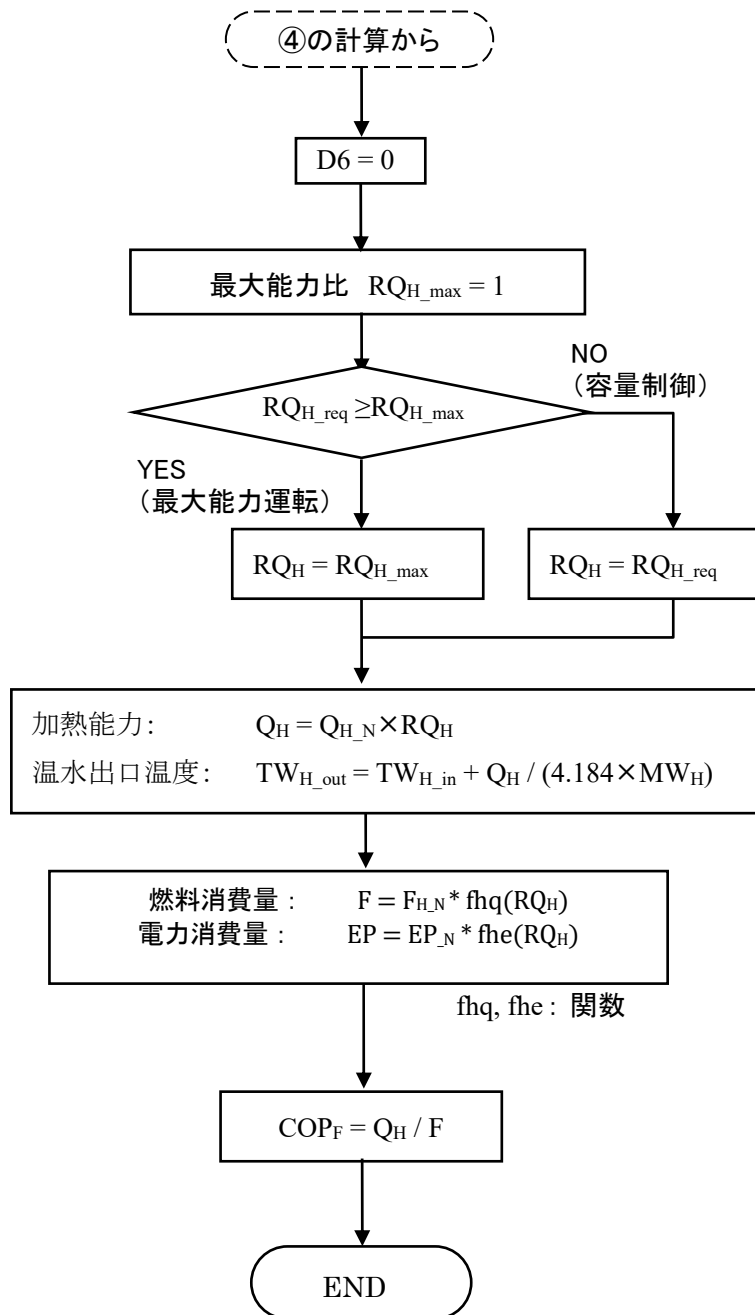 ④の計算から
D6 = 0
最大能力比 RQH_max = 1
NO
（容量制御）
RQH_req ≥RQH_max
YES
（最大能力運転）
RQH = RQH_max
RQH = RQH_req
加熱能力： QH = QH_N×RQH
温水出口温度： TWH_out = TWH_in + QH / (4.184×MWH)
燃料消費量： F = FH_N * fhq(RQH)
電力消費量： EP = EP_N * fhe(RQH)
fhq, fhe : 関数
COPF = QH / F
END